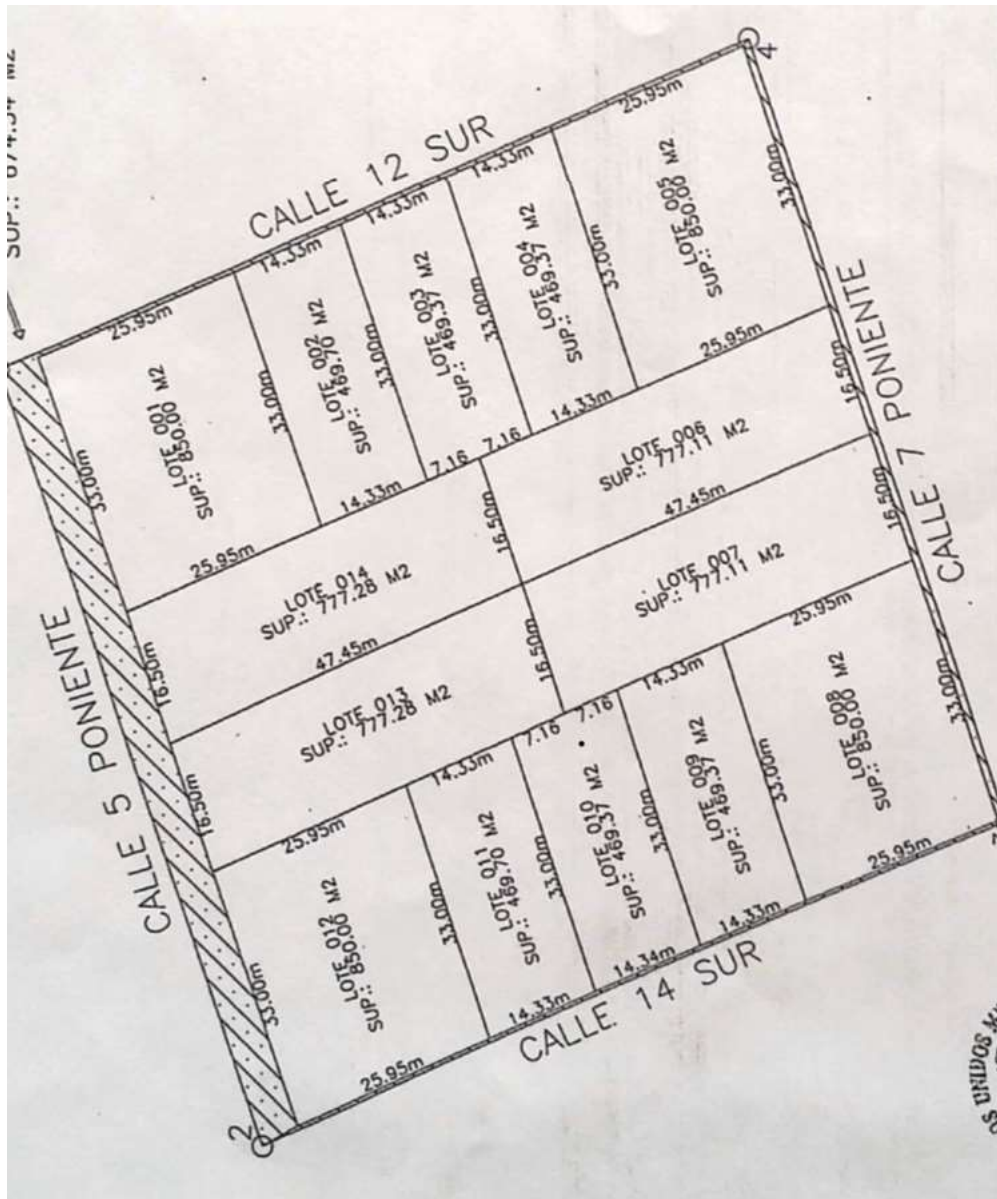 SUP.: 674.54 M2
CALLE 12 SUR
CALLE 5 PONIENTE
CALLE 7 PONIENTE
CALLE 14 SUR
4
2
25.95m
14.33m
14.33m
14.33m
25.95m
LOTE 001
SUP.: 850.00 M2
33.00m
33.00m
25.95m
LOTE 002
SUP.: 469.70 M2
33.00m
14.33m
LOTE 003
SUP.: 469.37 M2
33.00m
7.16
7.16
LOTE 004
SUP.: 469.37 M2
33.00m
14.33m
LOTE 005
SUP.: 850.00 M2
33.00m
25.95m
LOTE 014
SUP.: 777.28 M2
16.50m
16.50m
47.45m
LOTE 006
SUP.: 777.11 M2
16.50m
47.45m
LOTE 013
SUP.: 777.28 M2
16.50m
16.50m
LOTE 007
SUP.: 777.11 M2
16.50m
25.95m
14.33m
7.16
7.16
14.33m
25.95m
LOTE 012
SUP.: 850.00 M2
33.00m
33.00m
25.95m
LOTE 011
SUP.: 469.70 M2
33.00m
14.33m
LOTE 010
SUP.: 469.37 M2
33.00m
14.34m
LOTE 009
SUP.: 469.37 M2
33.00m
14.33m
LOTE 008
SUP.: 850.00 M2
33.00m
25.95m
OS UNIDOS M